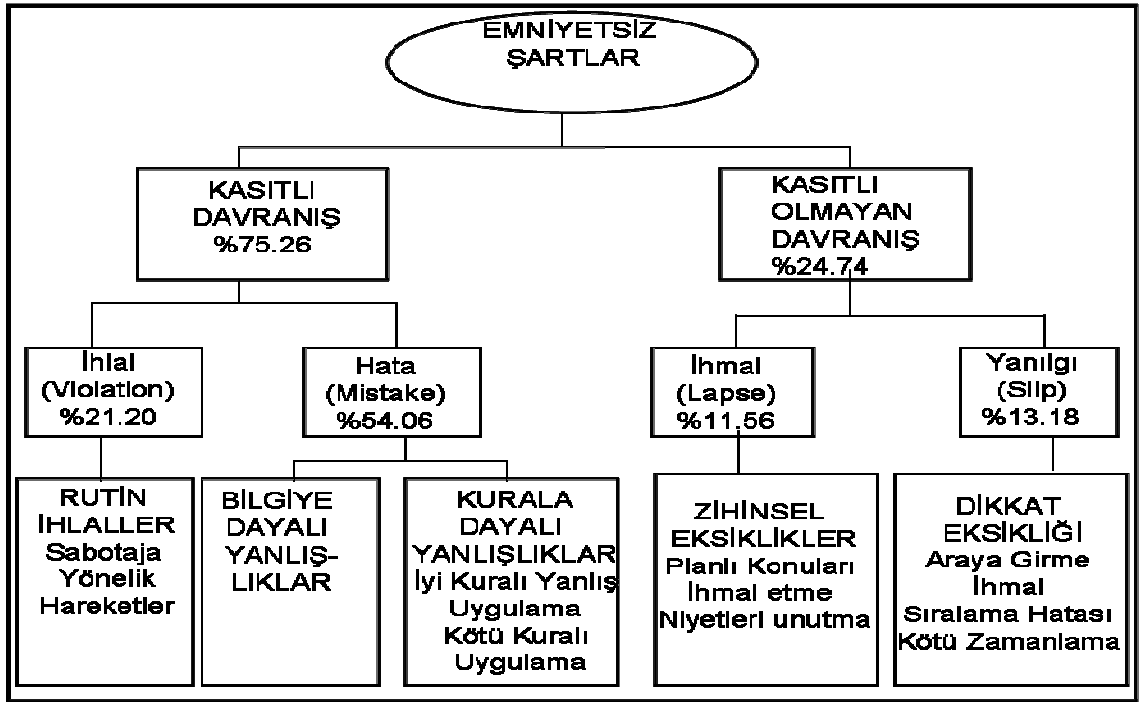 EMNİYETSİZ
ŞARTLAR
KASITLI
DAVRANIŞ
%75.26
KASITLI
OLMAYAN
DAVRANIŞ
%24.74
İhlal
(Violation)
%21.20
Hata
(Mistake)
%54.06
İhmal
(Lapse)
%11.56
Yanılgı
(Slip)
%13.18
RUTİN
İHLALLER
Sabotaja
Yönelik
Hareketler
BİLGİYE
DAYALI
YANLIŞ-
LIKLAR
KURALA
DAYALI
YANLIŞLIKLAR
İyi Kuralı Yanlış
Uygulama
Kötü Kuralı
Uygulama
ZİHİNSEL
EKSİKLİKLER
Planlı Konuları
İhmal etme
Niyetleri unutma
DİKKAT
EKSİKLİĞİ
Araya Girme
İhmal
Sıralama Hatası
Kötü Zamanlama